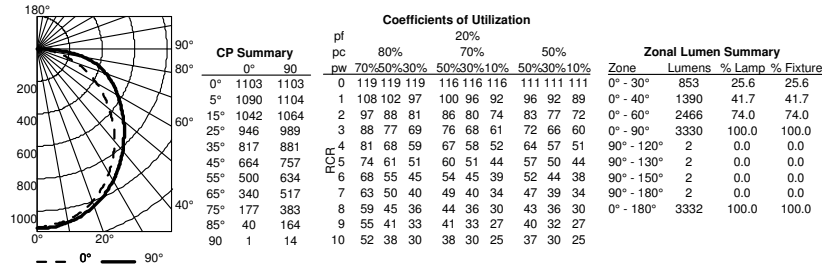 180°
90°
80°
200
400
60°
600
800
40°
1000
0° 20°
0° 90°
CP Summary
0° 90
0° 1103 1103
5° 1090 1104
15° 1042 1064
25° 946 989
35° 817 881
45° 664 757
55° 500 634
65° 340 517
75° 177 383
85° 40 164
90 1 14
Coefficients of Utilization
pf 20%
pc 80% 70% 50%
pw 70%50%30% 50%30%10% 50%30%10%
RCR
0 119 119 119 116 116 116 111 111 111
1 108 102 97 100 96 92 96 92 89
2 97 88 81 86 80 74 83 77 72
3 88 77 69 76 68 61 72 66 60
4 81 68 59 67 58 52 64 57 51
5 74 61 51 60 51 44 57 50 44
6 68 55 45 54 45 39 52 44 38
7 63 50 40 49 40 34 47 39 34
8 59 45 36 44 36 30 43 36 30
9 55 41 33 41 33 27 40 32 27
10 52 38 30 38 30 25 37 30 25
Zonal Lumen Summary
Zone Lumens % Lamp % Fixture
0° - 30° 853 25.6 25.6
0° - 40° 1390 41.7 41.7
0° - 60° 2466 74.0 74.0
0° - 90° 3330 100.0 100.0
90° - 120° 2 0.0 0.0
90° - 130° 2 0.0 0.0
90° - 150° 2 0.0 0.0
90° - 180° 2 0.0 0.0
0° - 180° 3332 100.0 100.0